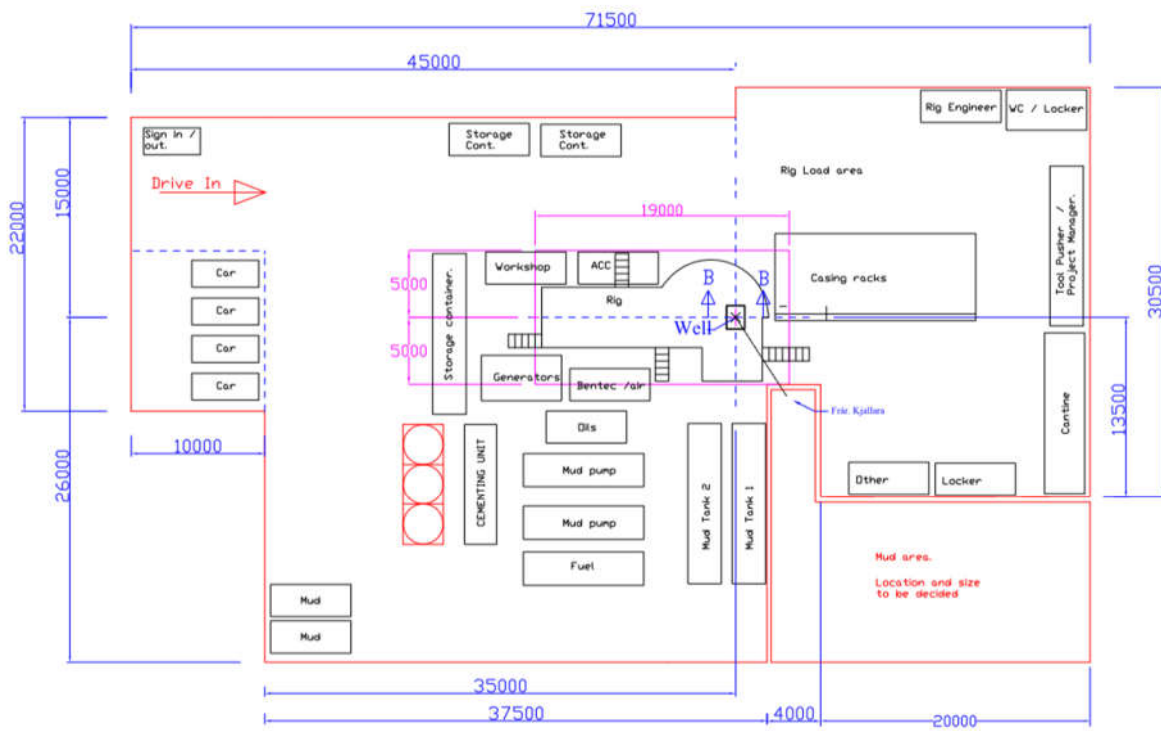 71500
45000
Sign in /
out.
Storage
Cont.
Storage
Cont.
Rig Engineer
WC / Locker
Drive In
Rig Load area
22000
15000
19000
Tool Pusher /
Project Manager.
30500
Car
Car
Car
Car
Storage container.
Workshop
ACC
5000
5000
Rig
B
B
Well
Casing racks
Generators
Bentec /air
Frár. Kjallara
13500
Cantine
10000
26000
Oils
CEMENTING UNIT
Mud pump
Mud pump
Fuel
Mud Tank 2
Mud Tank 1
Other
Locker
Mud area.
Location and size
to be decided
Mud
Mud
35000
37500
4000
20000